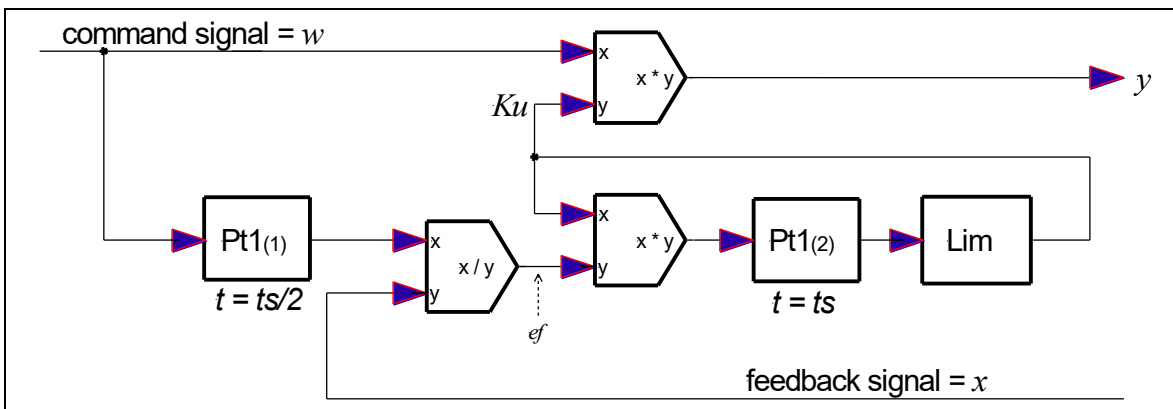 command signal = w
x
x * y
y
Ku
y
x
x * y
y
Pt1(1)
t = ts/2
x
x / y
y
ef
Pt1(2)
t = ts
Lim
feedback signal = x